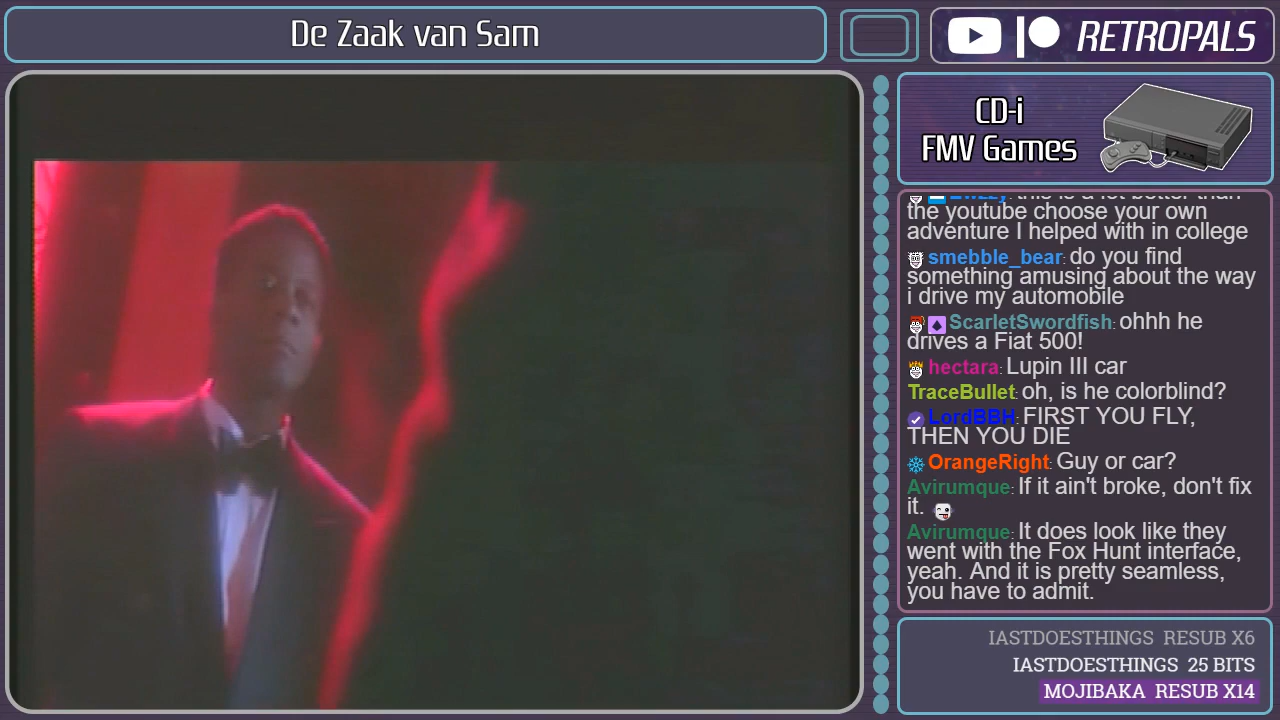 De Zaak van Sam
RETROPALS
CD-i
FMV Games
the youtube choose your own
adventure I helped with in college
smebble_bear: do you find
something amusing about the way
i drive my automobile
ScarletSwordfish: ohhh he
drives a Fiat 500!
hectara: Lupin III car
TraceBullet: oh, is he colorblind?
LordBBH: FIRST YOU FLY,
THEN YOU DIE
OrangeRight: Guy or car?
Avirumque: If it ain't broke, don't fix
it.
Avirumque: It does look like they
went with the Fox Hunt interface,
yeah. And it is pretty seamless,
you have to admit.
IASTDOESTHINGS RESUB X6
IASTDOESTHINGS 25 BITS
MOJIBAKA RESUB X14